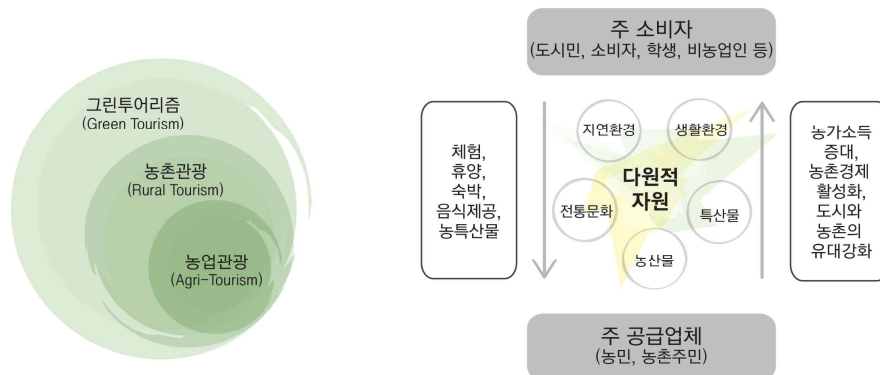 그린투어리즘
(Green Tourism)
농촌관광
(Rural Tourism)
농업관광
(Agri-Tourism)
주 소비자
(도시민, 소비자, 학생, 비농업인 등)
체험,
휴양,
숙박,
음식제공,
농특산물
지연환경
생활환경
다원적
자원
전통문화
특산물
농산물
농가소득
증대,
농촌경제
활성화,
도시와
농촌의
유대강화
주 공급업체
(농민, 농촌주민)